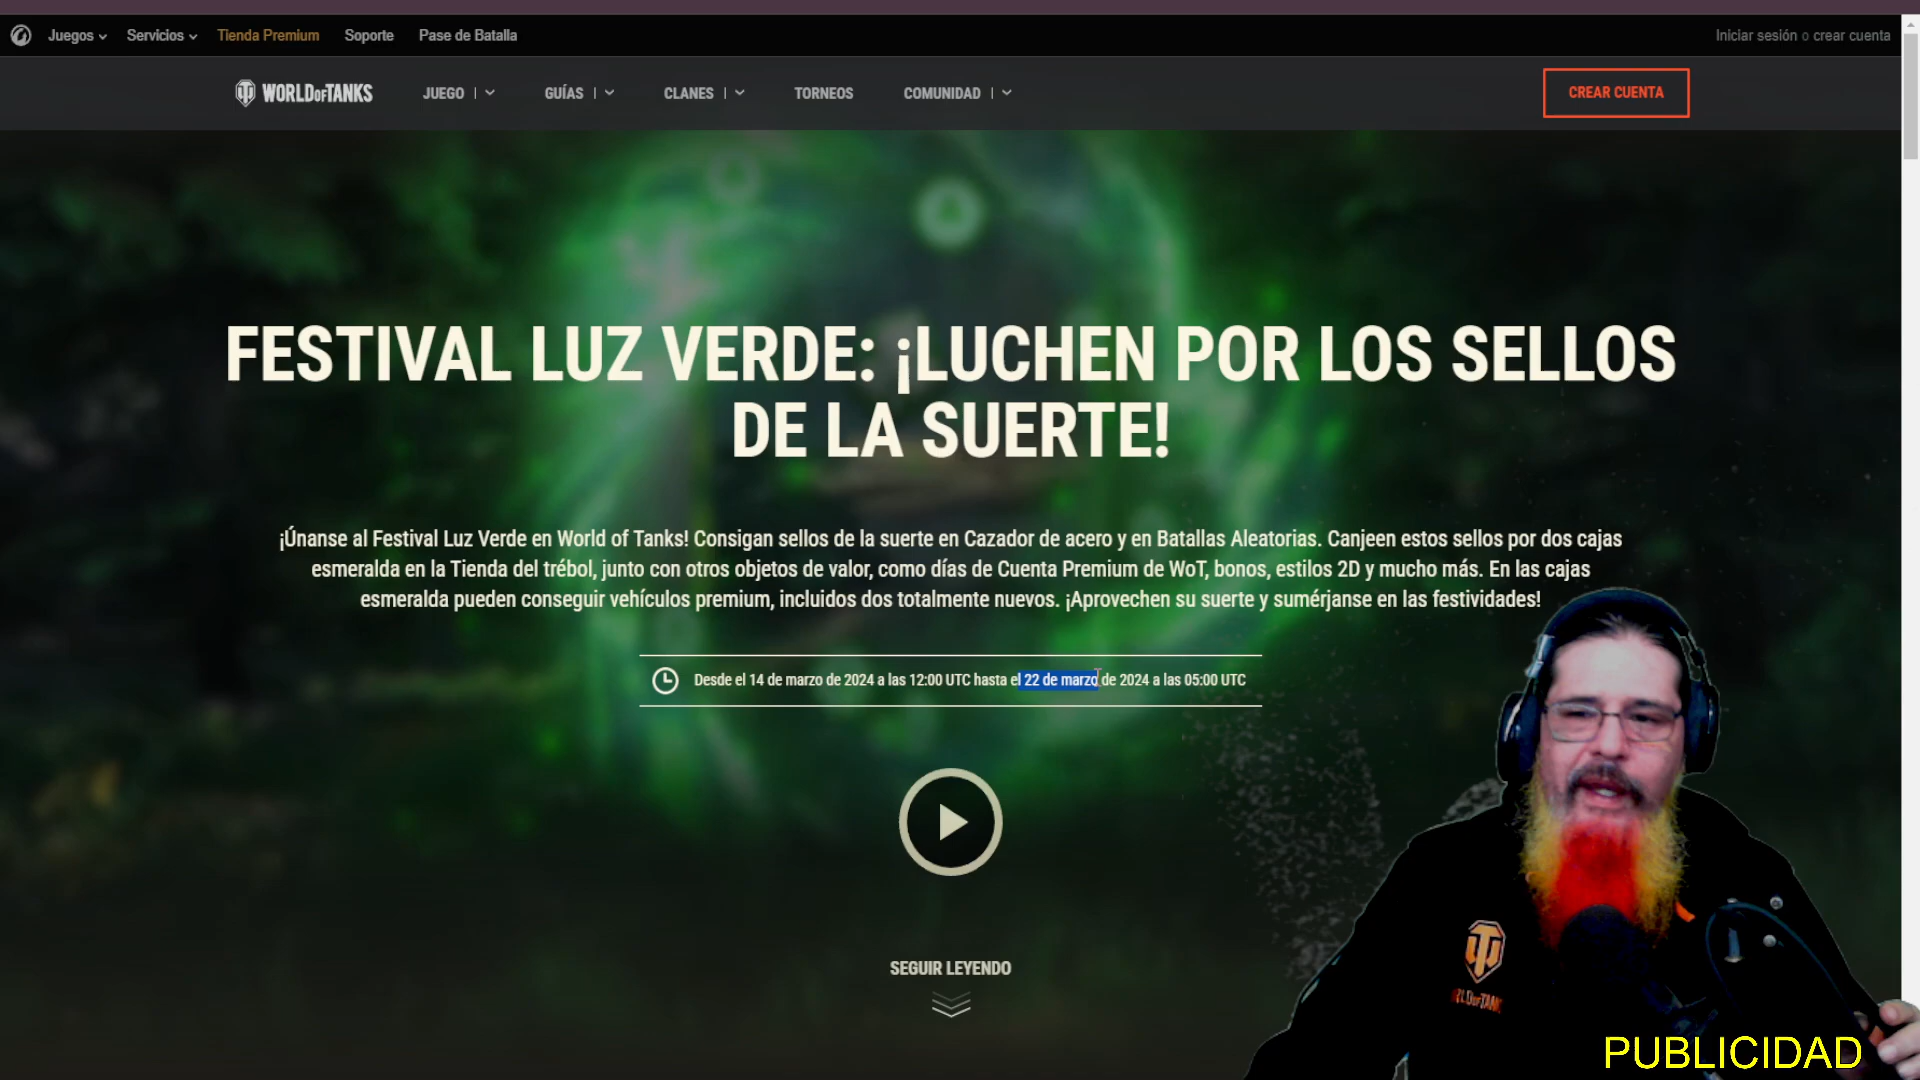 Juegos Servicios Tienda Premium Soporte Pase de Batalla Iniciar sesión o crear cuenta
WORLD OF TANKS JUEGO GUÍAS CLANES TORNEOS COMUNIDAD CREAR CUENTA
FESTIVAL LUZ VERDE: ¡LUCHEN POR LOS SELLOS
DE LA SUERTE!
¡Únanse al Festival Luz Verde en World of Tanks! Consigan sellos de la suerte en Cazador de acero y en Batallas Aleatorias. Canjeen estos sellos por dos cajas
esmeralda en la Tienda del trébol, junto con otros objetos de valor, como días de Cuenta Premium de WoT, bonos, estilos 2D y mucho más. En las cajas
esmeralda pueden conseguir vehículos premium, incluidos dos totalmente nuevos. ¡Aprovechen su suerte y sumérjanse en las festividades!
Desde el 14 de marzo de 2024 a las 12:00 UTC hasta el 22 de marzo de 2024 a las 05:00 UTC
SEGUIR LEYENDO
PUBLICIDAD